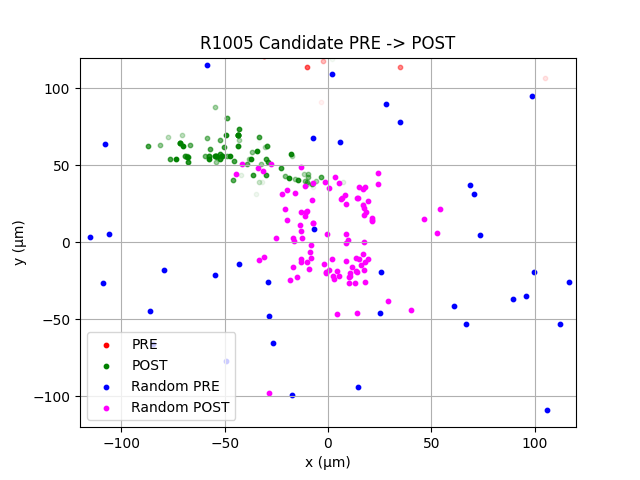 R1005 Candidate PRE -> POST
y (μm)
100
50
0
−50
−100
PRE
POST
Random PRE
Random POST
−100
−50
0
50
100
x (μm)